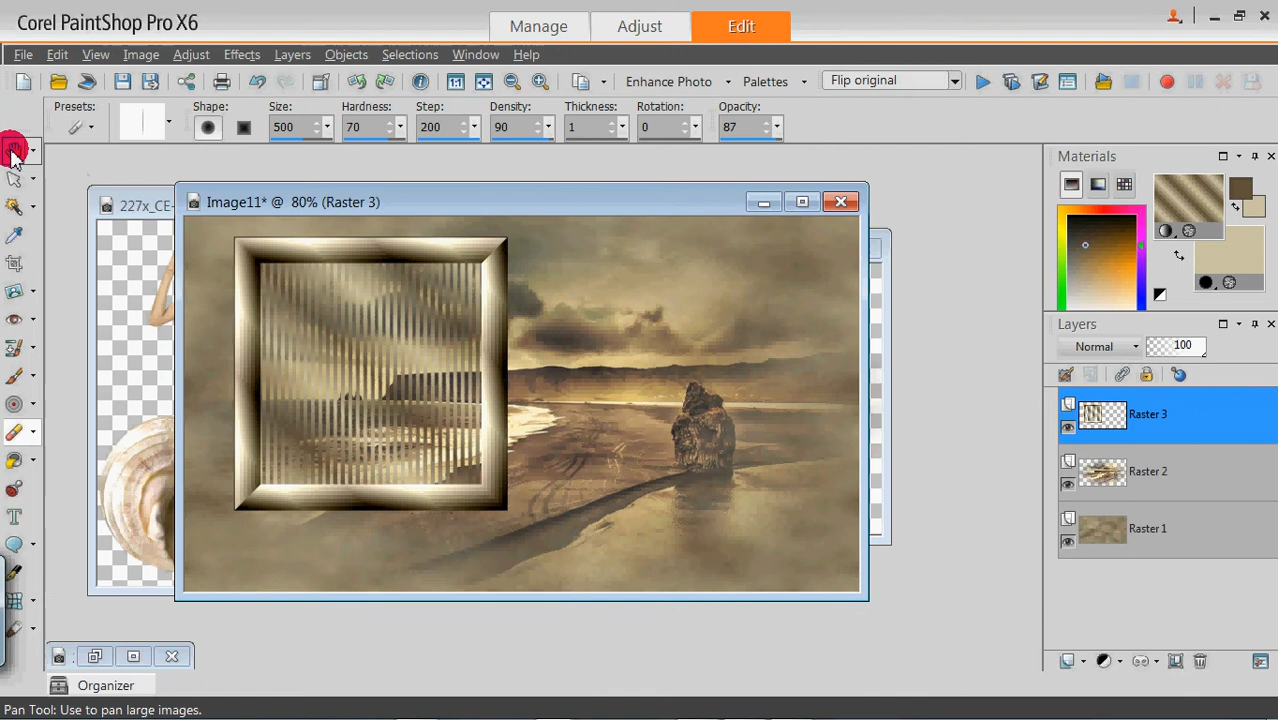 Corel PaintShop Pro X6
Manage
Adjust
Edit
File Edit View Image Adjust Effects Layers Objects Selections Window Help
1:1
Enhance Photo
Palettes
Flip original
Presets:
Shape:
Size:
Hardness:
Step:
Density:
Thickness:
Rotation:
Opacity:
500
70
200
90
1
0
87
Materials
227x_CE-
Image11* @ 80% (Raster 3)
Layers
Normal
100
Raster 3
Raster 2
Raster 1
T
Organizer
Pan Tool: Use to pan large images.